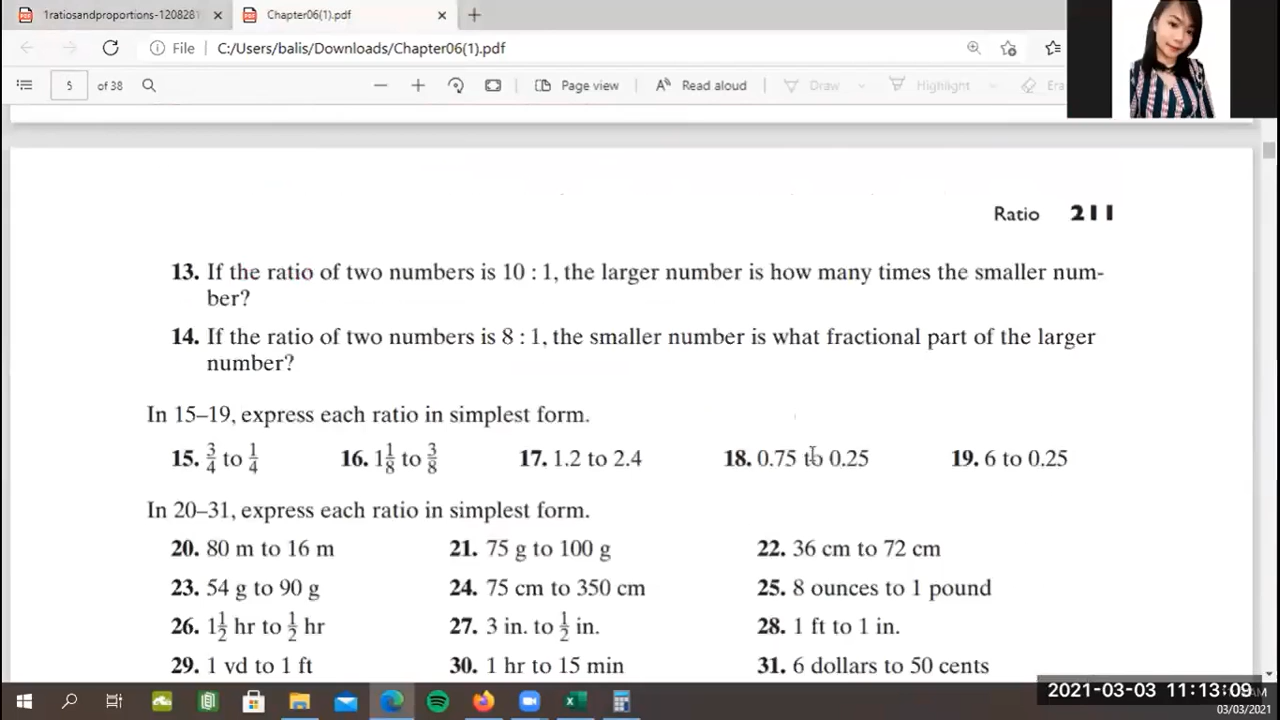 1ratiosandproportions-1208281
Chapter06(1).pdf
File C:/Users/balis/Downloads/Chapter06(1).pdf
5 of 38 Page view Read aloud Draw Highlight Era
Ratio 211
13. If the ratio of two numbers is 10 : 1, the larger number is how many times the smaller num-
ber?
14. If the ratio of two numbers is 8 : 1, the smaller number is what fractional part of the larger
number?
In 15–19, express each ratio in simplest form.
15. 3/4 to 1/4 16. 1 1/8 to 3/8 17. 1.2 to 2.4 18. 0.75 to 0.25 19. 6 to 0.25
In 20–31, express each ratio in simplest form.
20. 80 m to 16 m 21. 75 g to 100 g 22. 36 cm to 72 cm
23. 54 g to 90 g 24. 75 cm to 350 cm 25. 8 ounces to 1 pound
26. 1 1/2 hr to 1/2 hr 27. 3 in. to 1/2 in. 28. 1 ft to 1 in.
29. 1 yd to 1 ft 30. 1 hr to 15 min 31. 6 dollars to 50 cents
2021-03-03 11:13:09 AM
03/03/2021